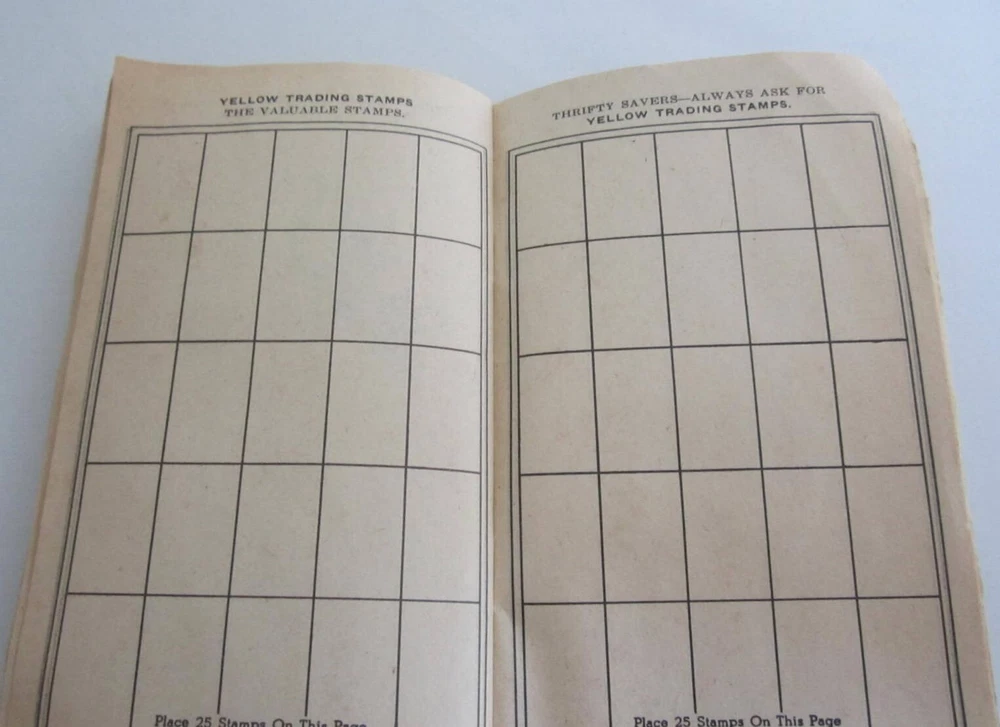 YELLOW TRADING STAMPS
THE VALUABLE STAMPS.
Place 25 Stamps On This Page
THRIFTY SAVERS—ALWAYS ASK FOR
YELLOW TRADING STAMPS.
Place 25 Stamps On This Page